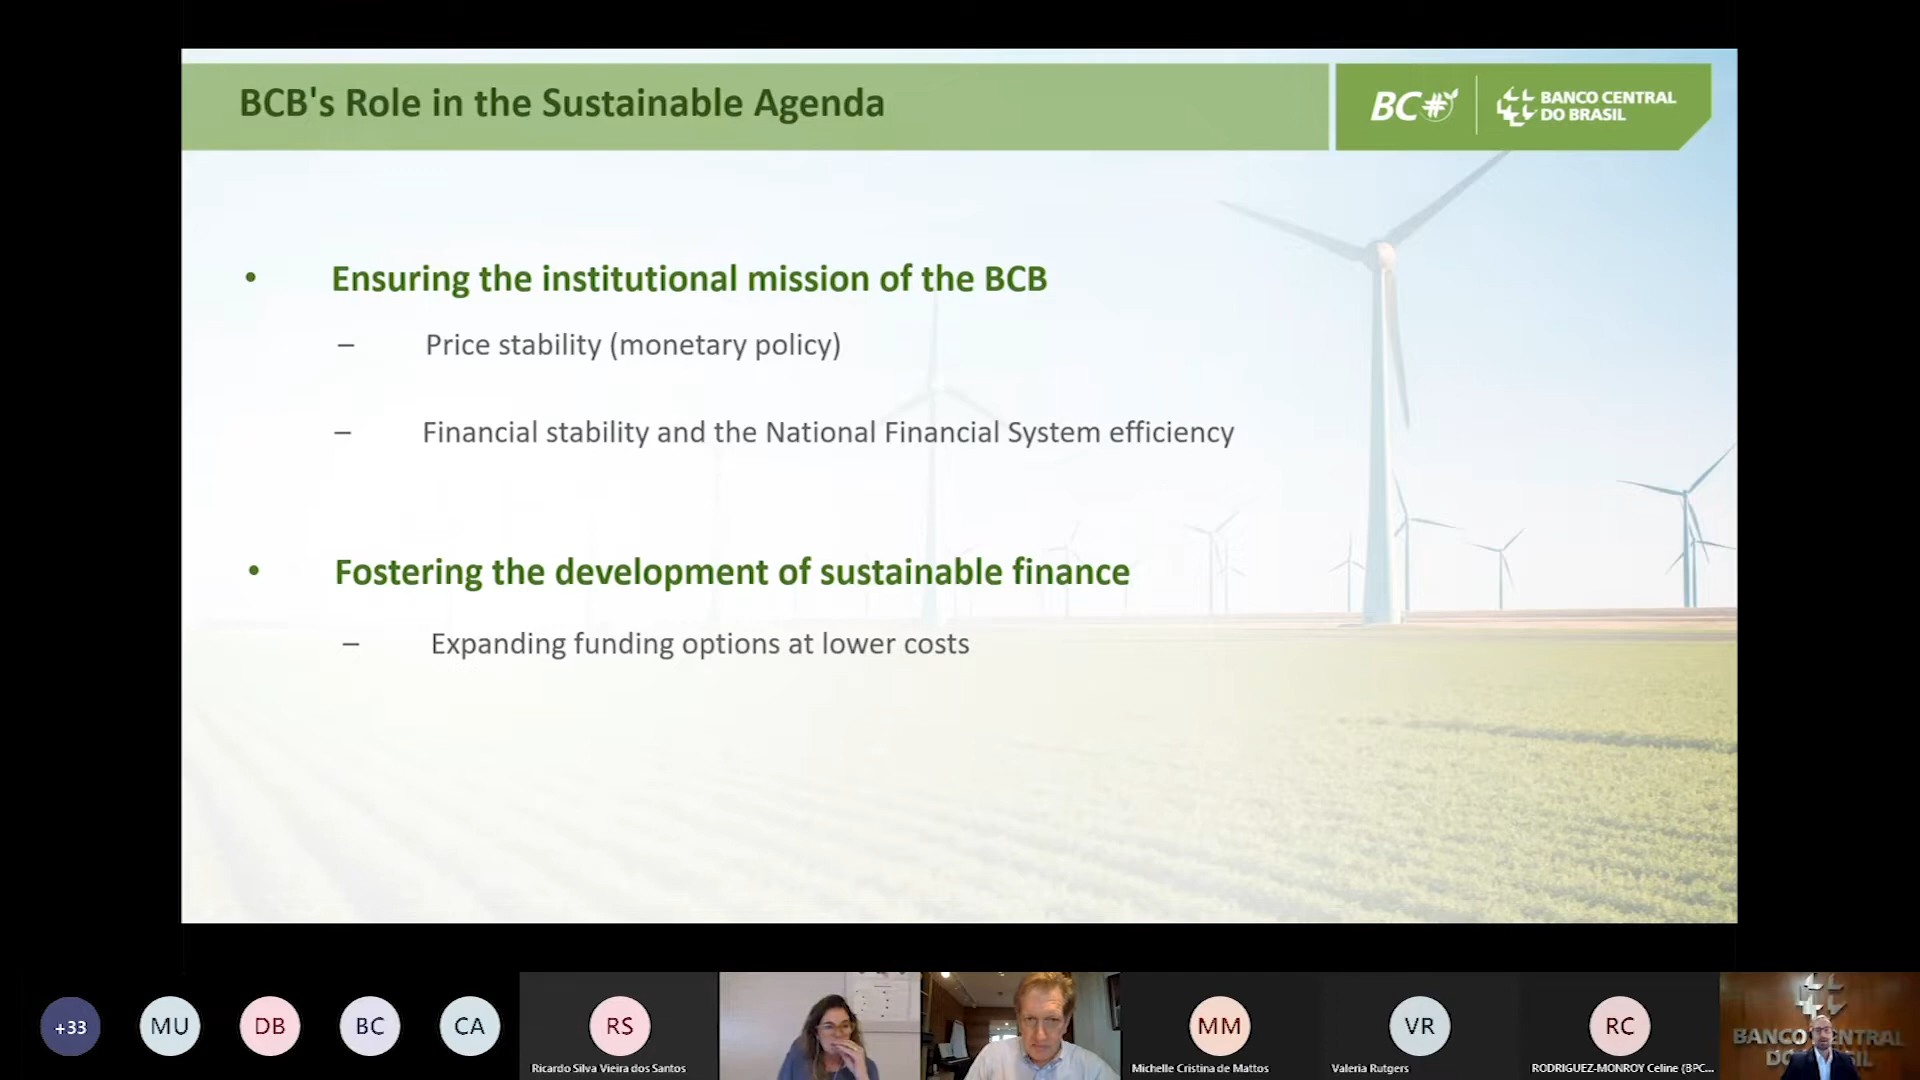 BCB's Role in the Sustainable Agenda
BC#
BANCO CENTRAL
DO BRASIL
• Ensuring the institutional mission of the BCB
– Price stability (monetary policy)
– Financial stability and the National Financial System efficiency
• Fostering the development of sustainable finance
– Expanding funding options at lower costs
+33
MU
DB
BC
CA
RS
Ricardo Silva Vieira dos Santos
MM
Michelle Cristina de Mattos
VR
Valeria Rutgers
RC
RODRIGUEZ-MONROY Celine (BPC...
BANCO CENTRAL